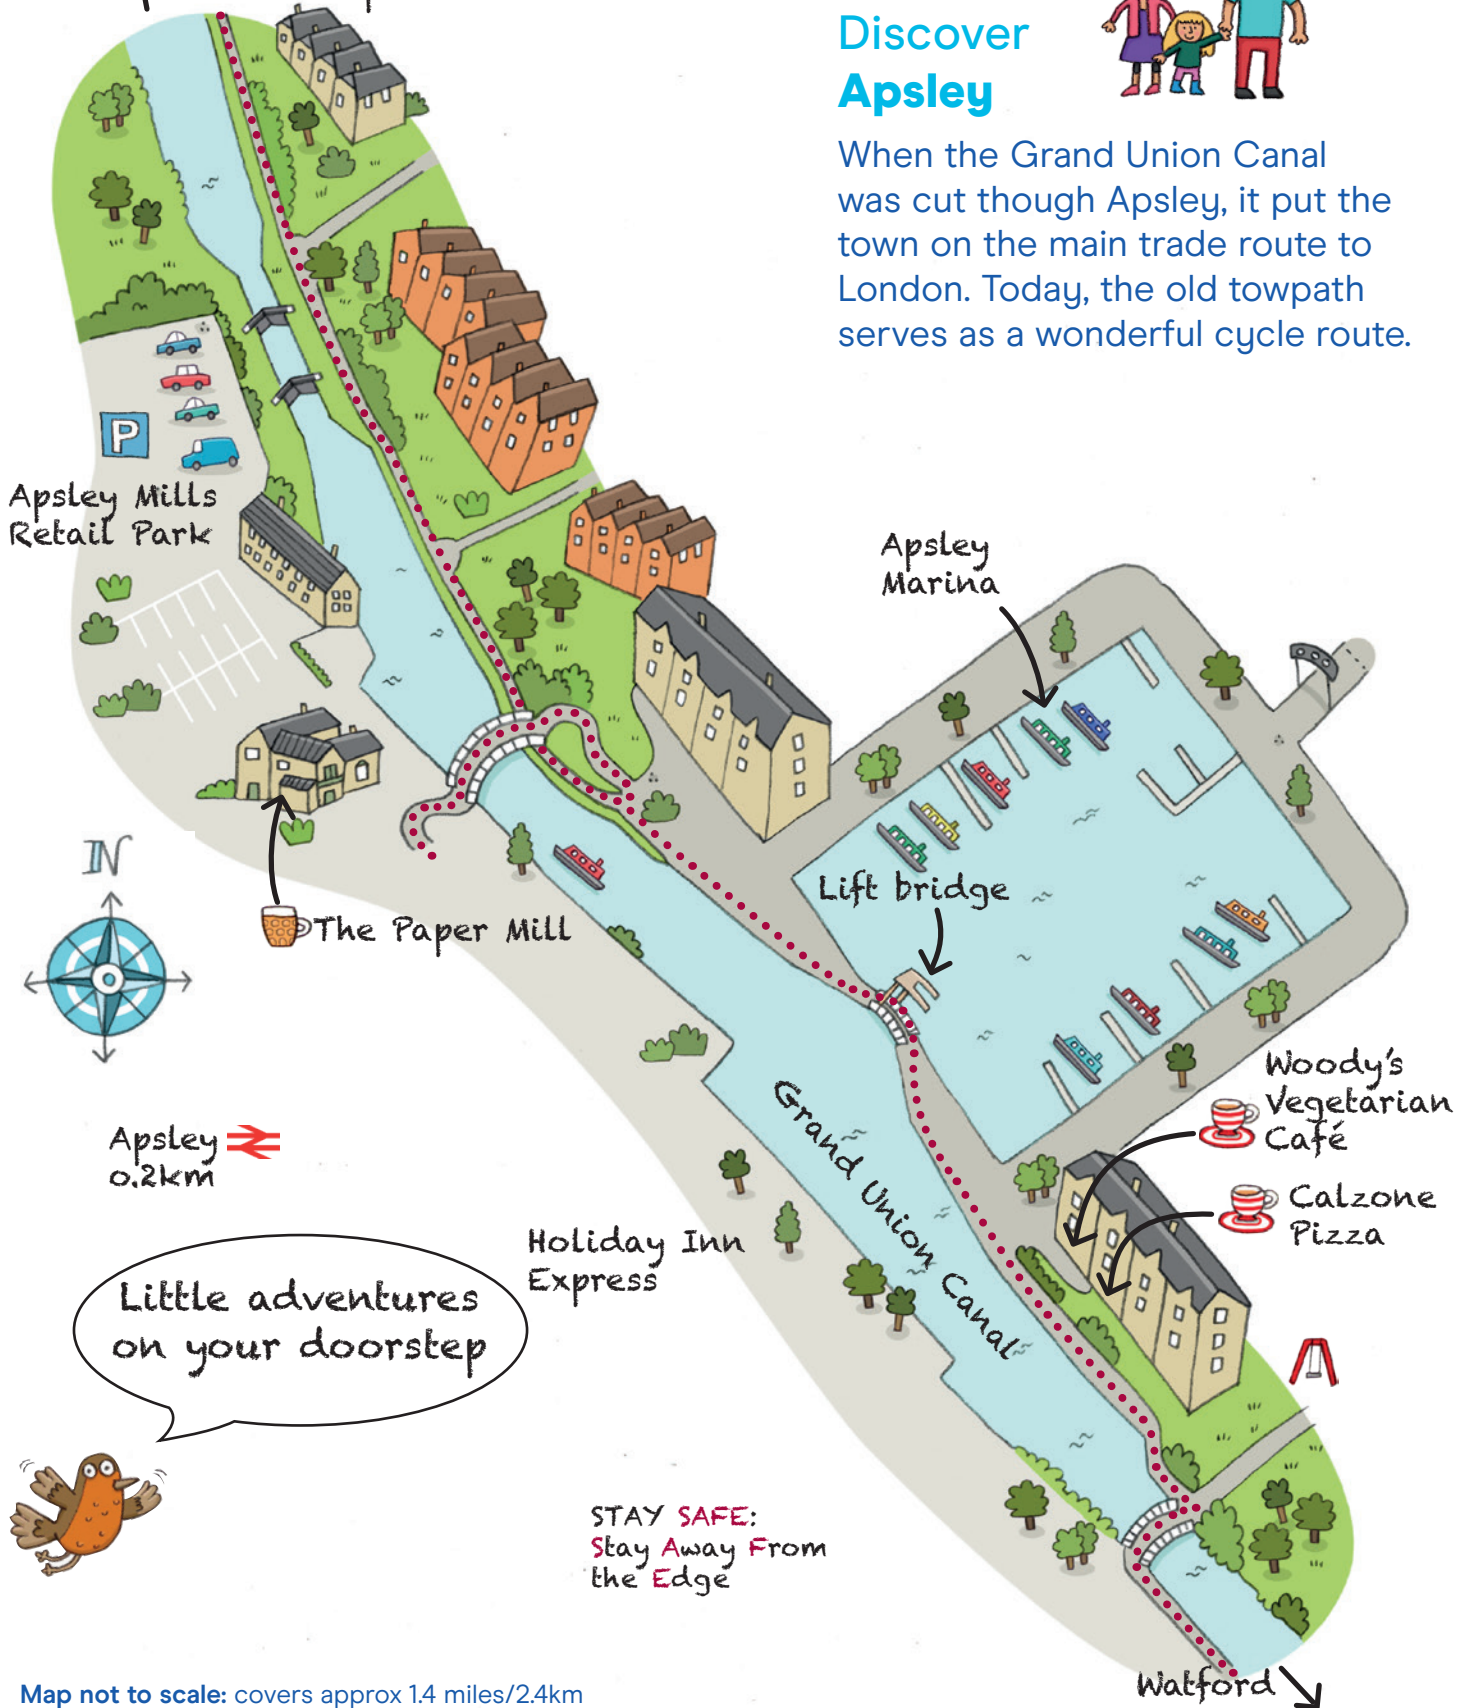 Discover
Apsley
When the Grand Union Canal
was cut though Apsley, it put the
town on the main trade route to
London. Today, the old towpath
serves as a wonderful cycle route.
P
Apsley Mills
Retail Park
Apsley
Marina
Lift bridge
N
The Paper Mill
Woody's
Vegetarian
Café
Calzone
Pizza
Grand Union Canal
Apsley
0.2km
Holiday Inn
Express
Little adventures
on your doorstep
STAY SAFE:
Stay Away From
the Edge
Watford
Map not to scale: covers approx 1.4 miles/2.4km